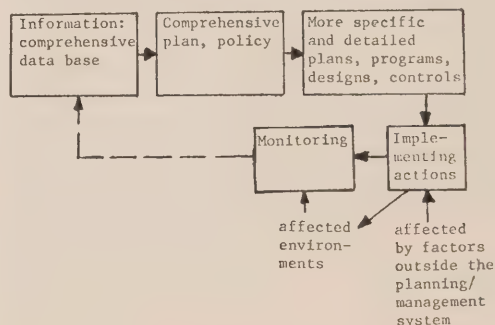 Information:
comprehensive
data base
Comprehensive
plan, policy
More specific
and detailed
plans, programs,
designs, controls
Monitoring
Imple-
menting
actions
affected
environ-
ments
affected
by factors
outside the
planning/
management
system